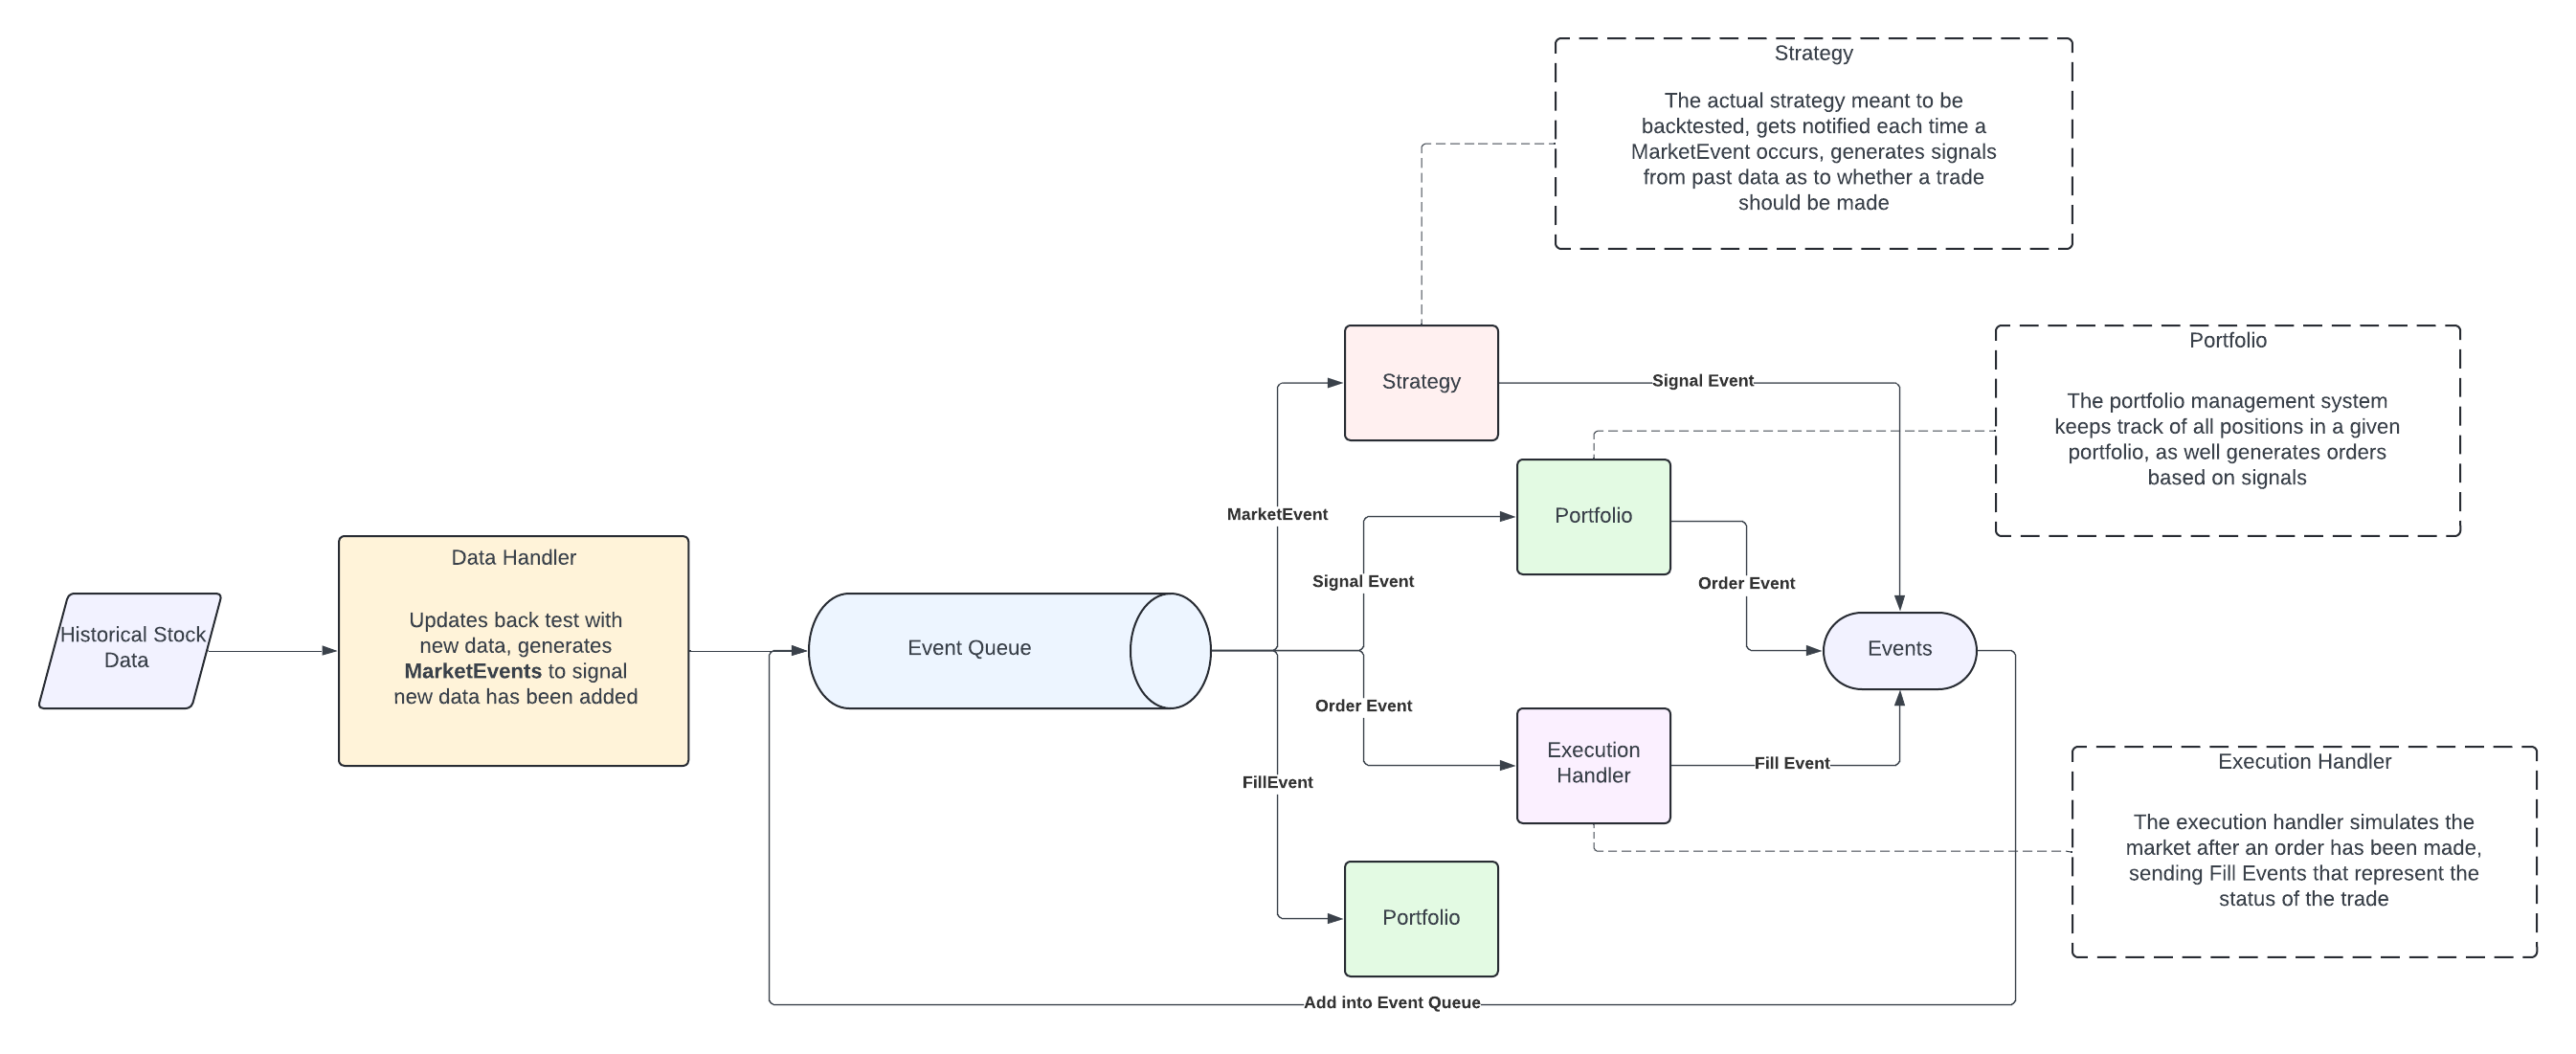 Strategy
The actual strategy meant to be
backtested, gets notified each time a
MarketEvent occurs, generates signals
from past data as to whether a trade
should be made
Strategy
Signal Event
Portfolio
The portfolio management system
keeps track of all positions in a given
portfolio, as well generates orders
based on signals
MarketEvent
Portfolio
Signal Event
Order Event
Data Handler
Updates back test with
new data, generates
MarketEvents to signal
new data has been added
Historical Stock
Data
Event Queue
Events
Order Event
Execution
Handler
Fill Event
FillEvent
Execution Handler
The execution handler simulates the
market after an order has been made,
sending Fill Events that represent the
status of the trade
Portfolio
Add into Event Queue